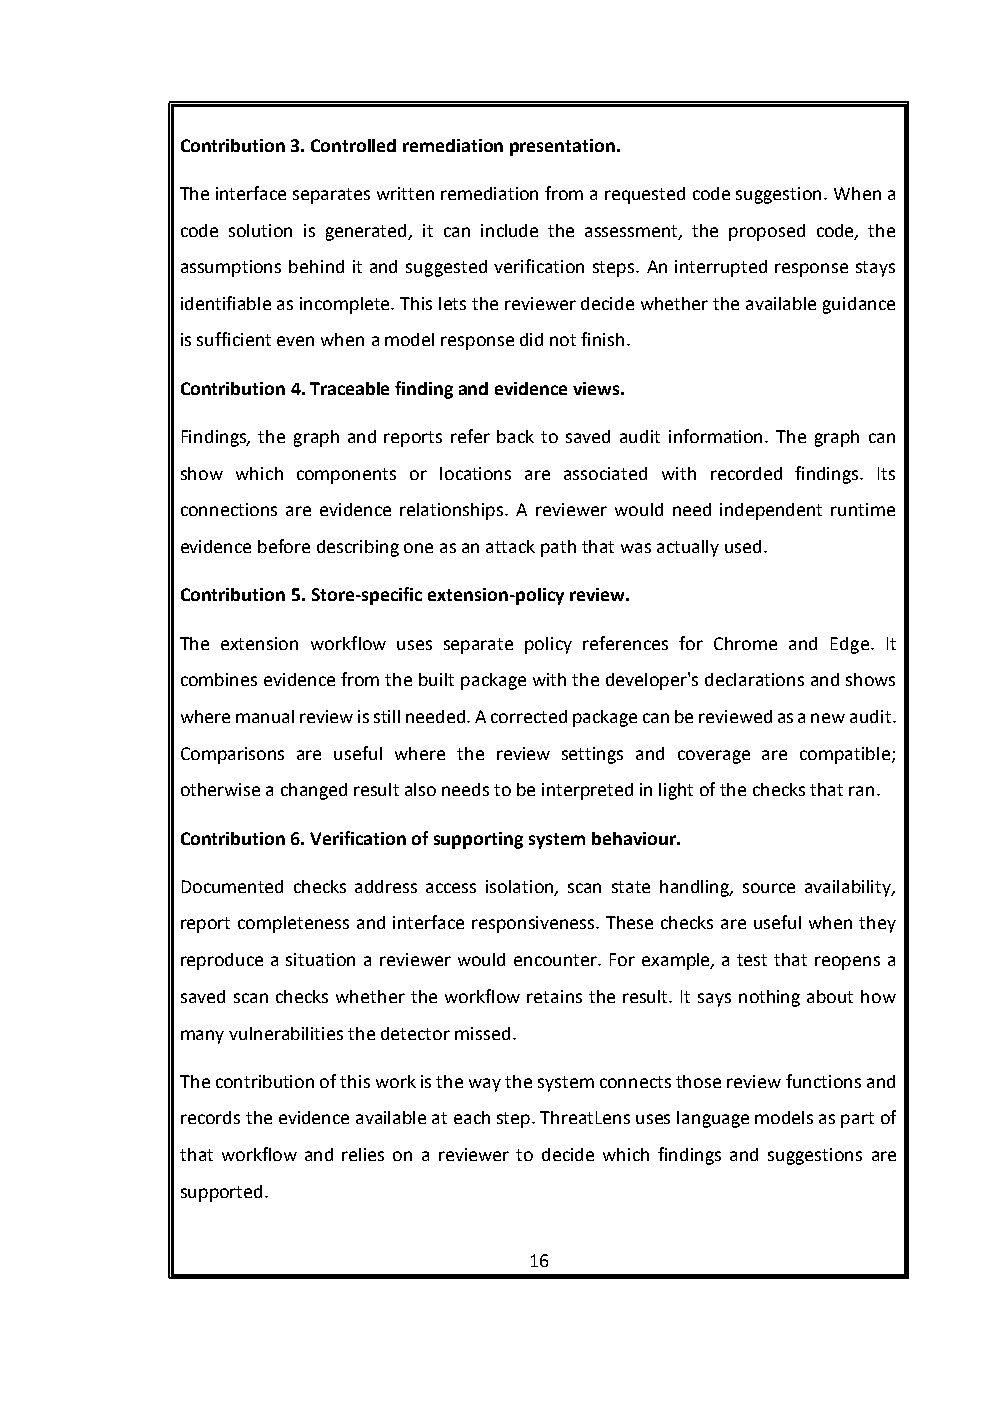 Contribution 3. Controlled remediation presentation.
The interface separates written remediation from a requested code suggestion. When a
code solution is generated, it can include the assessment, the proposed code, the
assumptions behind it and suggested verification steps. An interrupted response stays
identifiable as incomplete. This lets the reviewer decide whether the available guidance
is sufficient even when a model response did not finish.
Contribution 4. Traceable finding and evidence views.
Findings, the graph and reports refer back to saved audit information. The graph can
show which components or locations are associated with recorded findings. Its
connections are evidence relationships. A reviewer would need independent runtime
evidence before describing one as an attack path that was actually used.
Contribution 5. Store-specific extension-policy review.
The extension workflow uses separate policy references for Chrome and Edge. It
combines evidence from the built package with the developer's declarations and shows
where manual review is still needed. A corrected package can be reviewed as a new audit.
Comparisons are useful where the review settings and coverage are compatible;
otherwise a changed result also needs to be interpreted in light of the checks that ran.
Contribution 6. Verification of supporting system behaviour.
Documented checks address access isolation, scan state handling, source availability,
report completeness and interface responsiveness. These checks are useful when they
reproduce a situation a reviewer would encounter. For example, a test that reopens a
saved scan checks whether the workflow retains the result. It says nothing about how
many vulnerabilities the detector missed.
The contribution of this work is the way the system connects those review functions and
records the evidence available at each step. ThreatLens uses language models as part of
that workflow and relies on a reviewer to decide which findings and suggestions are
supported.
16